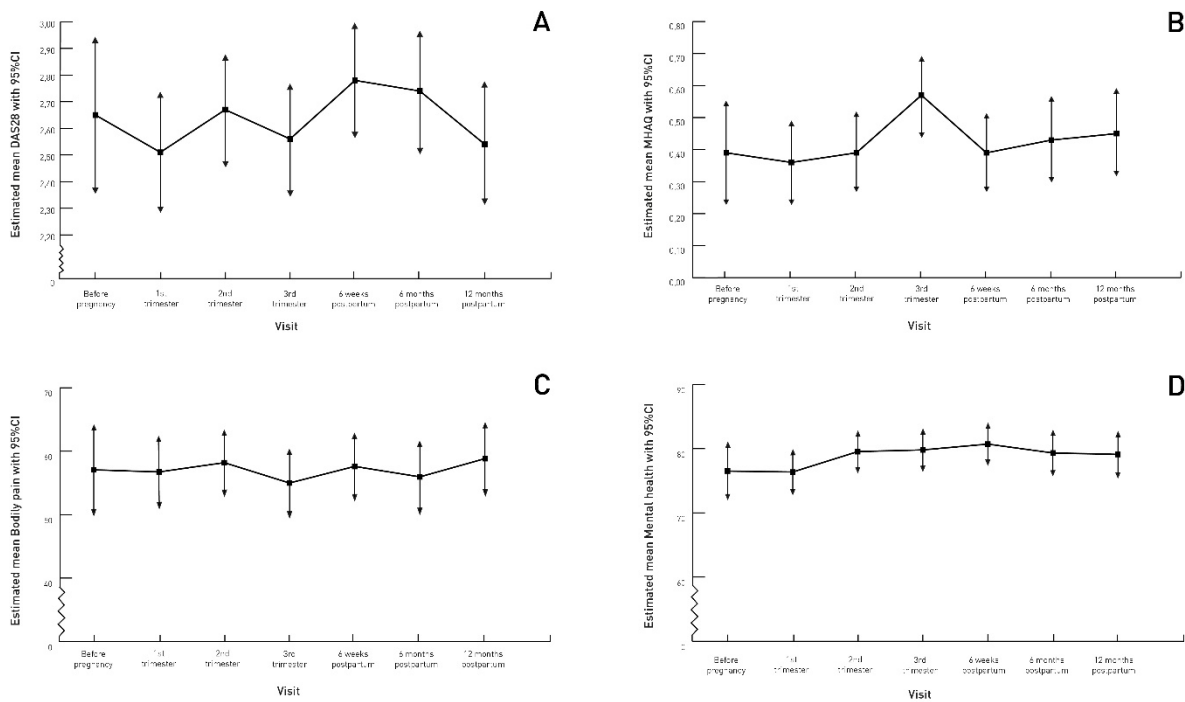 A
Estimated mean DAS28 with 95%CI
3,00
2,90
2,80
2,70
2,60
2,50
2,40
2,30
2,20
0
Before pregnancy
1st trimester
2nd trimester
3rd trimester
6 weeks postpartum
6 months postpartum
12 months postpartum
Visit
B
Estimated mean MHAQ with 95%CI
0,80
0,70
0,60
0,50
0,40
0,30
0,20
0,10
0,00
Before pregnancy
1st trimester
2nd trimester
3rd trimester
6 weeks postpartum
6 months postpartum
12 months postpartum
Visit
C
Estimated mean Bodily pain with 95%CI
70
60
50
40
0
Before pregnancy
1st trimester
2nd trimester
3rd trimester
6 weeks postpartum
6 months postpartum
12 months postpartum
Visit
D
Estimated mean Mental health with 95%CI
90
80
70
60
0
Before pregnancy
1st trimester
2nd trimester
3rd trimester
6 weeks postpartum
6 months postpartum
12 months postpartum
Visit